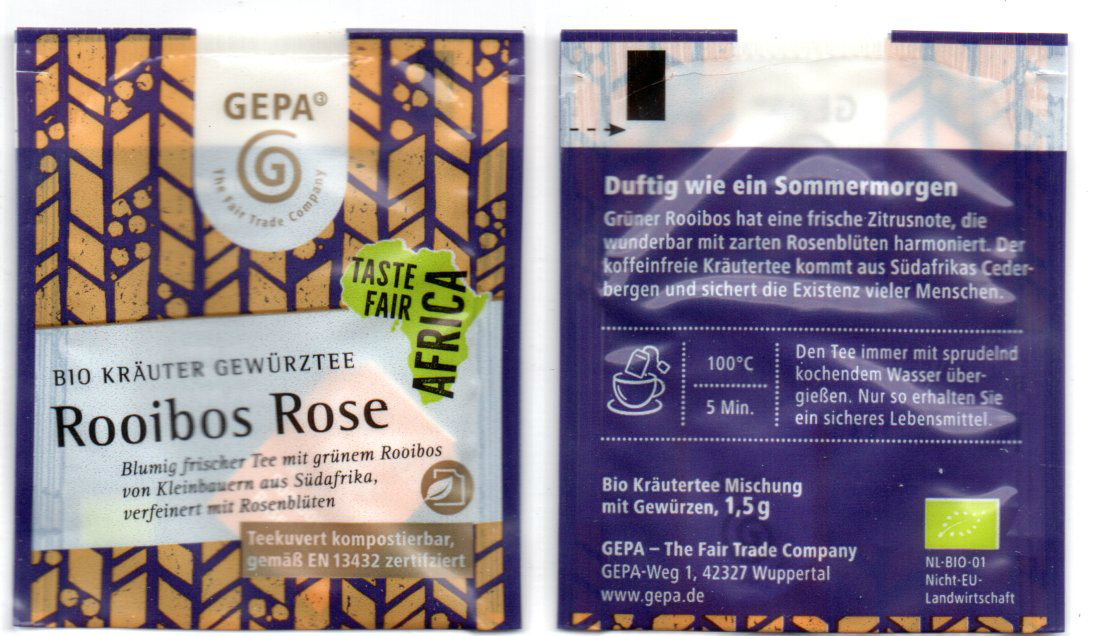 GEPA®
G
The Fair Trade Company
TASTE
FAIR
AFRICA
BIO KRÄUTER GEWÜRZTEE
Rooibos Rose
Blumig frischer Tee mit grünem Rooibos
von Kleinbauern aus Südafrika,
verfeinert mit Rosenblüten
Teekuvert kompostierbar,
gemäß EN 13432 zertifiziert
Duftig wie ein Sommermorgen
Grüner Rooibos hat eine frische Zitrusnote, die
wunderbar mit zarten Rosenblüten harmoniert. Der
koffeinfreie Kräutertee kommt aus Südafrikas Ceder-
bergen und sichert die Existenz vieler Menschen.
100°C
5 Min.
Den Tee immer mit sprudelnd
kochendem Wasser über-
gießen. Nur so erhalten Sie
ein sicheres Lebensmittel.
Bio Kräutertee Mischung
mit Gewürzen, 1,5 g
GEPA – The Fair Trade Company
GEPA-Weg 1, 42327 Wuppertal
www.gepa.de
NL-BIO-01
Nicht-EU-
Landwirtschaft